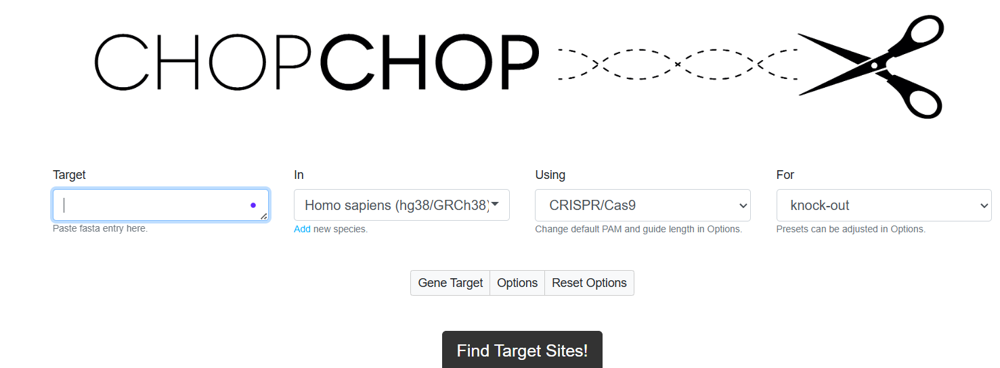 CHOPCHOP
Target
In
Using
For
Homo sapiens (hg38/GRCh38)
CRISPR/Cas9
knock-out
Paste fasta entry here.
Add new species.
Change default PAM and guide length in Options.
Presets can be adjusted in Options.
Gene Target
Options
Reset Options
Find Target Sites!